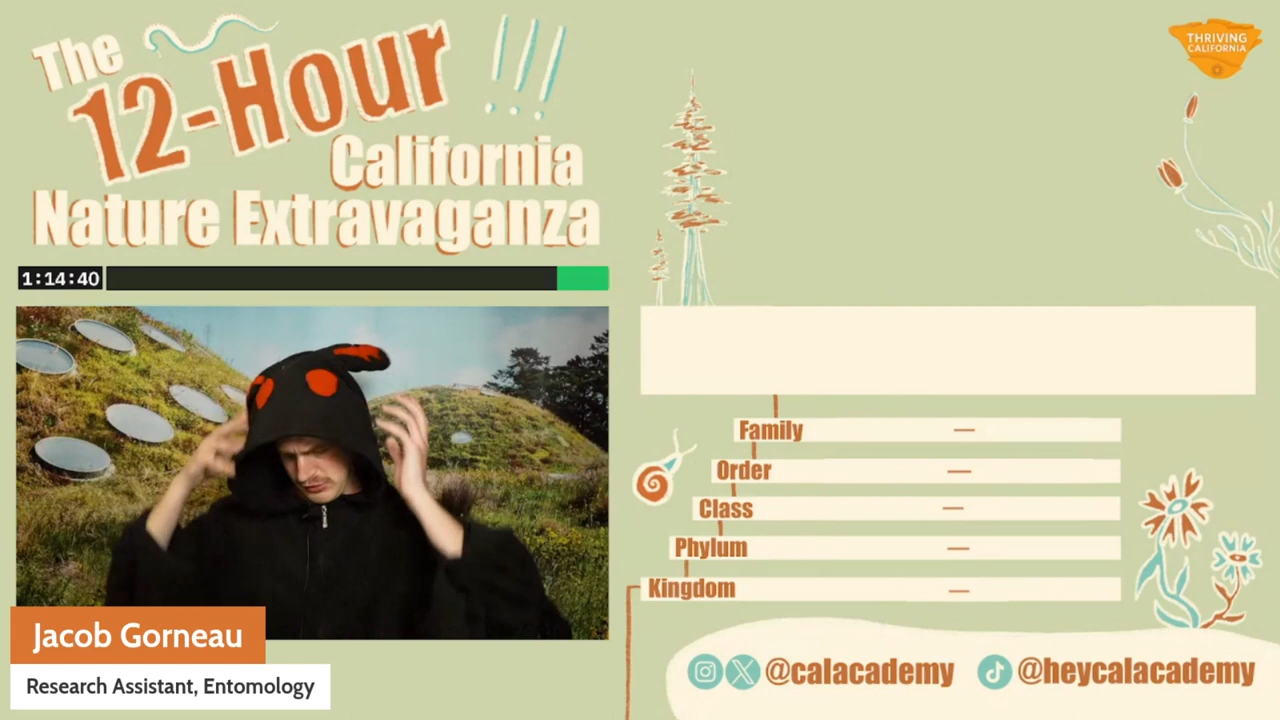 The
12-Hour !!!
California
Nature Extravaganza
THRIVING
CALIFORNIA
1:14:40
Family —
Order —
Class —
Phylum —
Kingdom —
Jacob Gorneau
Research Assistant, Entomology
@calacademy @heycalacademy